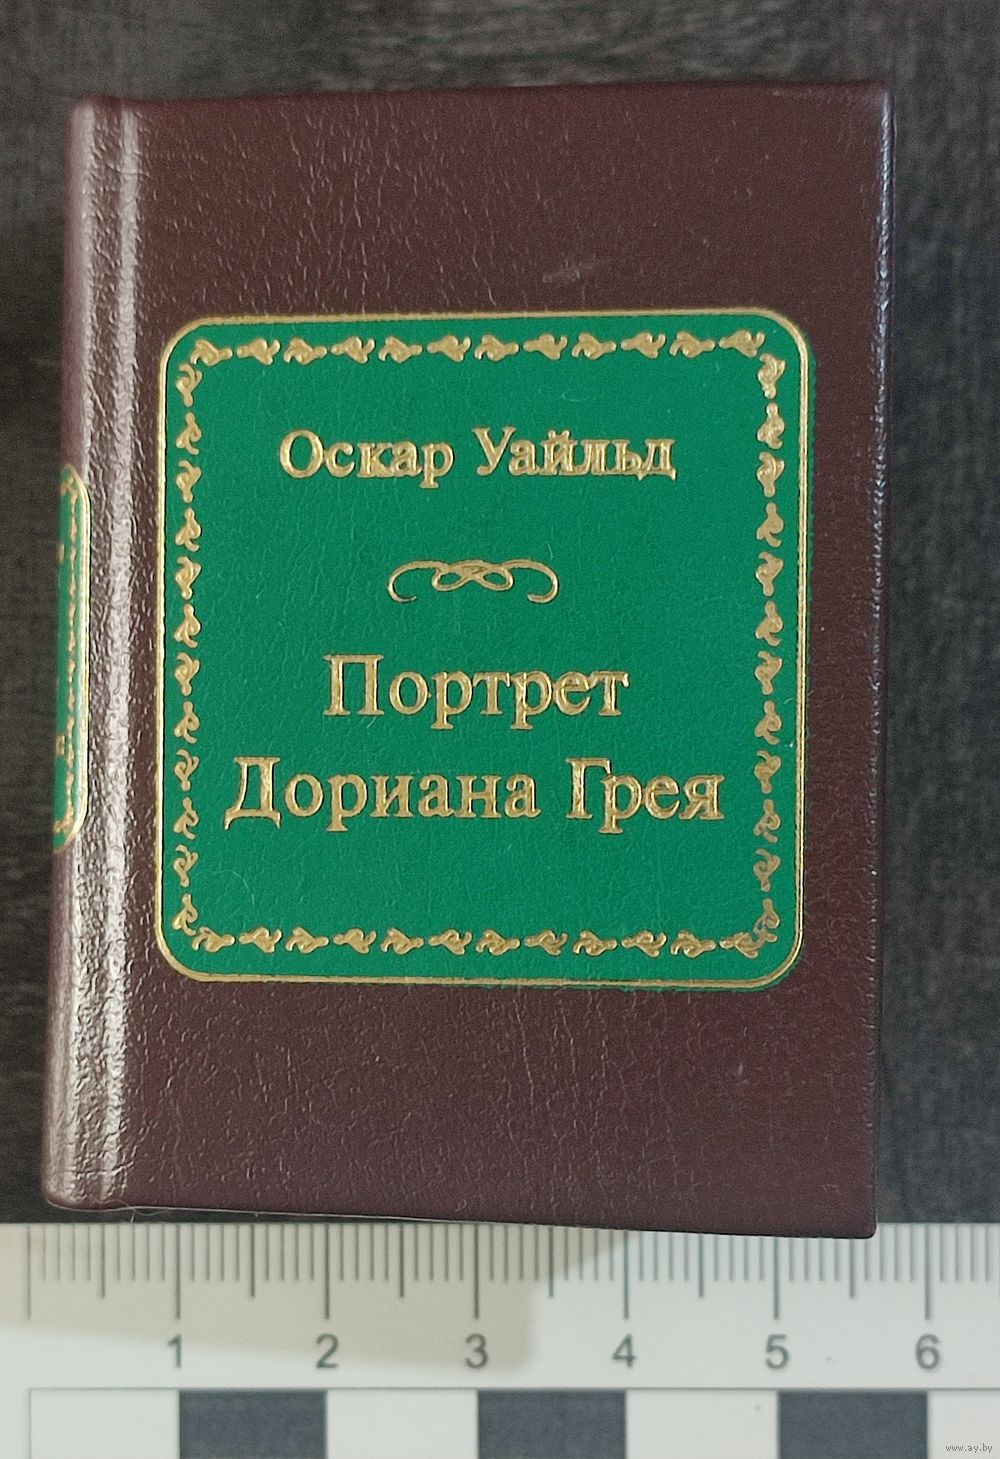 Оскар Уайльд
Портрет
Дориана Грея
1 2 3 4 5 6
www.ay.by